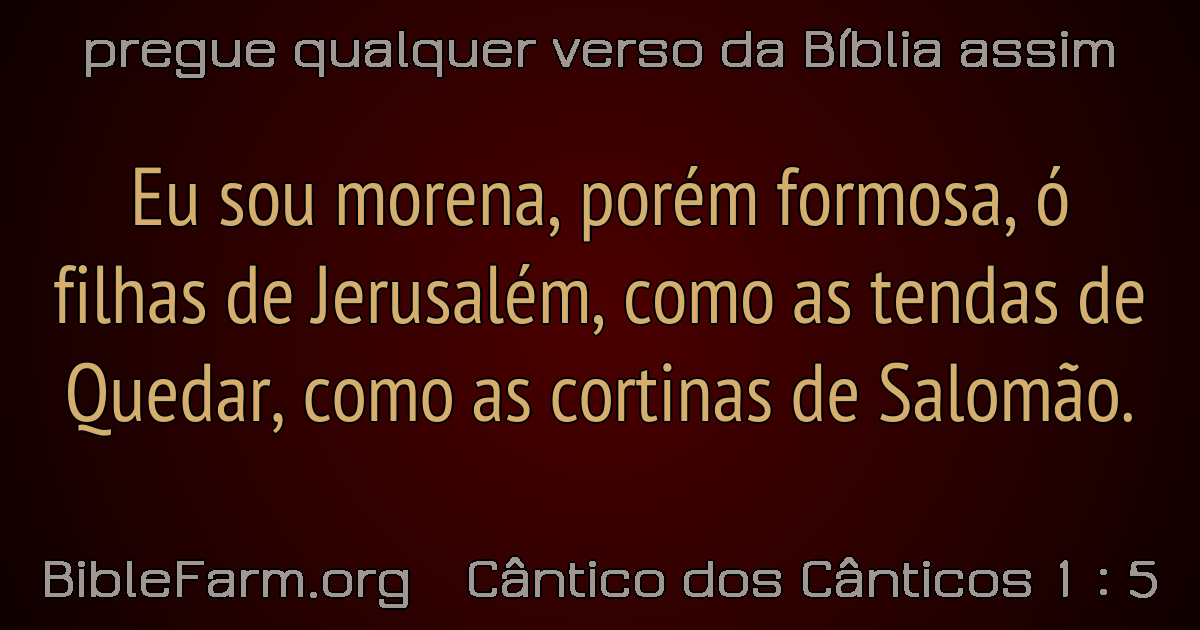 pregue qualquer verso da Bíblia assim
Eu sou morena, porém formosa, ó
filhas de Jerusalém, como as tendas de
Quedar, como as cortinas de Salomão.
BibleFarm.org Cântico dos Cânticos 1 : 5